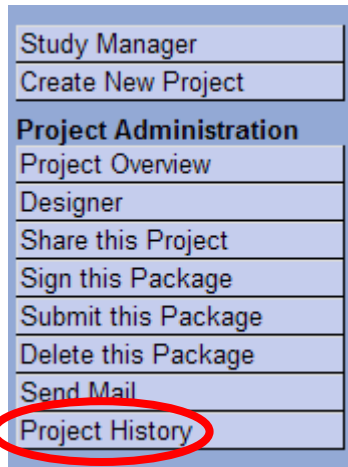 Study Manager
Create New Project
Project Administration
Project Overview
Designer
Share this Project
Sign this Package
Submit this Package
Delete this Package
Send Mail
Project History